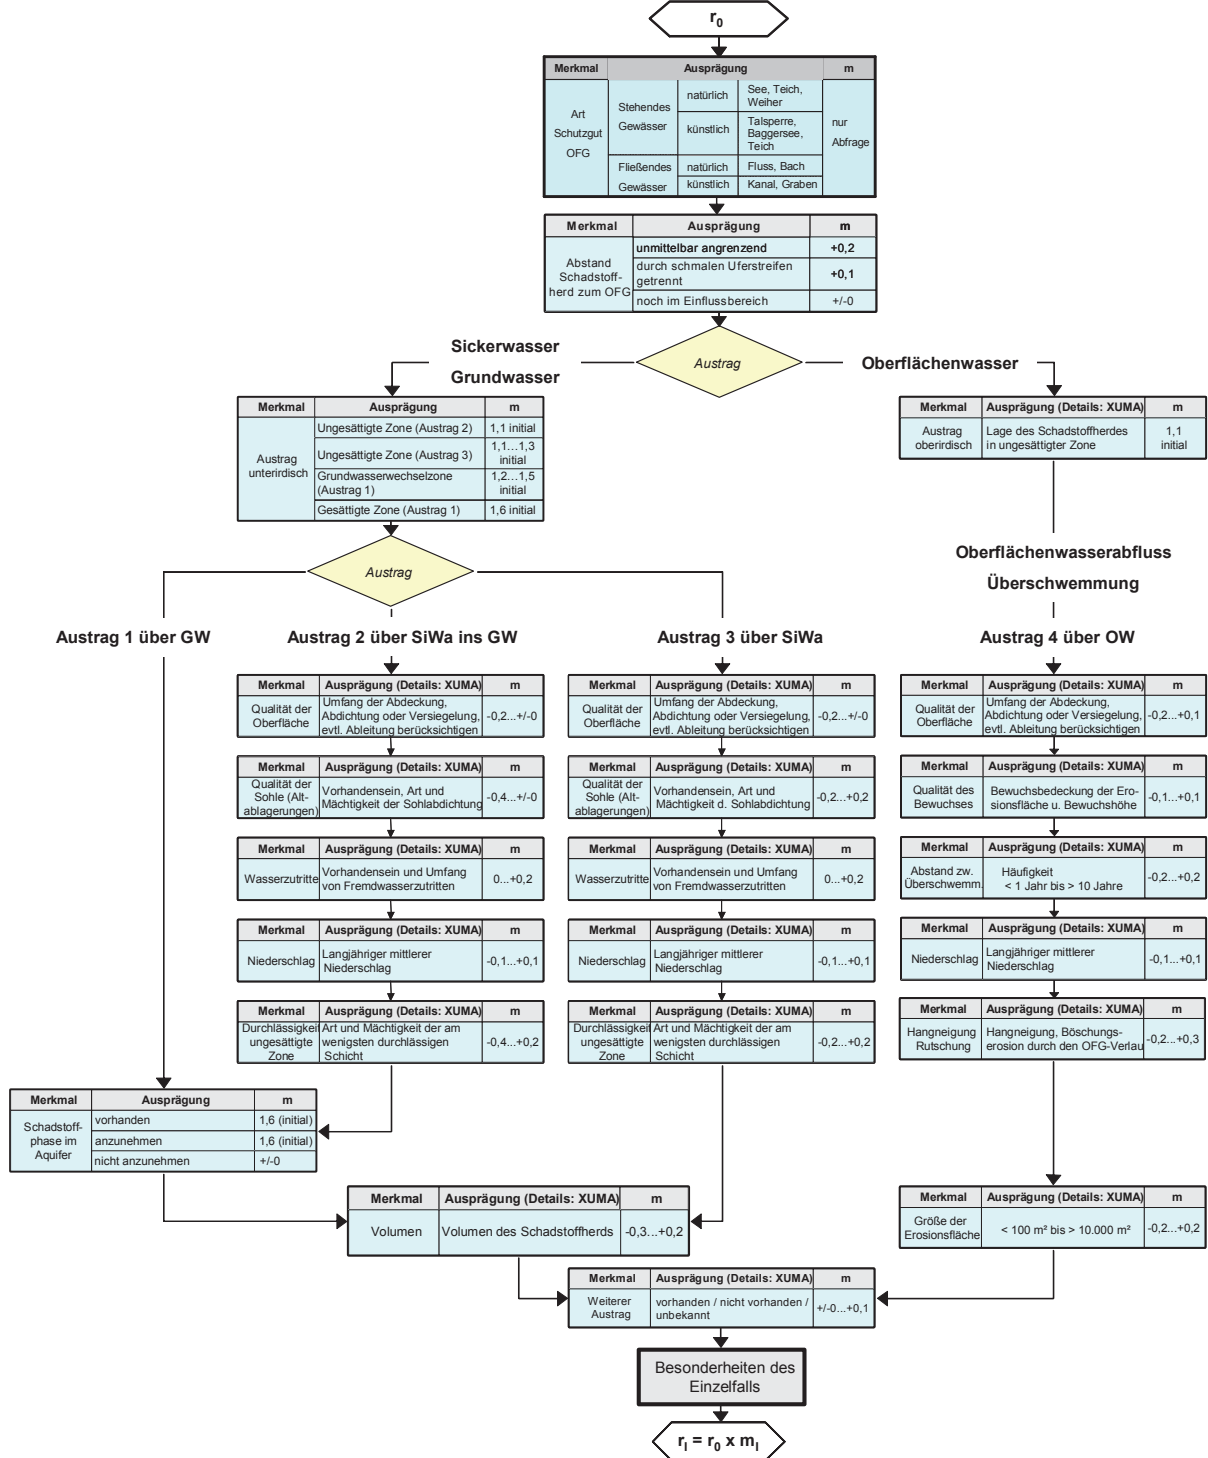 r0
Merkmal Ausprägung m
Art
Schutzgut
OFG
Stehendes
Gewässer
natürlich
See, Teich,
Weiher
künstlich
Talsperre,
Baggersee,
Teich
Fließendes
Gewässer
natürlich Fluss, Bach
künstlich Kanal, Graben
nur
Abfrage
Merkmal Ausprägung m
Abstand
Schadstoff-
herd zum OFG
unmittelbar angrenzend +0,2
durch schmalen Uferstreifen
getrennt
+0,1
noch im Einflussbereich +/-0
Austrag
Sickerwasser
Grundwasser
Oberflächenwasser
Merkmal Ausprägung m
Austrag
unterirdisch
Ungesättigte Zone (Austrag 2) 1,1 initial
Ungesättigte Zone (Austrag 3)
1,1...1,3
initial
Grundwasserwechselzone
(Austrag 1)
1,2...1,5
initial
Gesättigte Zone (Austrag 1) 1,6 initial
Merkmal Ausprägung (Details: XUMA) m
Austrag
oberirdisch
Lage des Schadstoffherdes
in ungesättigter Zone
1,1
initial
Austrag
Oberflächenwasserabfluss
Überschwemmung
Austrag 1 über GW
Austrag 2 über SiWa ins GW
Austrag 3 über SiWa
Austrag 4 über OW
Merkmal Ausprägung (Details: XUMA) m
Qualität der
Oberfläche
Umfang der Abdeckung,
Abdichtung oder Versiegelung,
evtl. Ableitung berücksichtigen
-0,2...+/-0
Merkmal Ausprägung (Details: XUMA) m
Qualität der
Sohle (Alt-
ablagerungen)
Vorhandensein, Art und
Mächtigkeit der Sohlabdichtung
-0,4...+/-0
Merkmal Ausprägung (Details: XUMA) m
Wasserzutritte
Vorhandensein und Umfang
von Fremdwasserzutritten
0...+0,2
Merkmal Ausprägung (Details: XUMA) m
Niederschlag
Langjähriger mittlerer
Niederschlag
-0,1...+0,1
Merkmal Ausprägung (Details: XUMA) m
Durchlässigkeit
ungesättigte
Zone
Art und Mächtigkeit der am
wenigsten durchlässigen
Schicht
-0,4...+0,2
Merkmal Ausprägung (Details: XUMA) m
Qualität der
Oberfläche
Umfang der Abdeckung,
Abdichtung oder Versiegelung,
evtl. Ableitung berücksichtigen
-0,2...+/-0
Merkmal Ausprägung (Details: XUMA) m
Qualität der
Sohle (Alt-
ablagerungen)
Vorhandensein, Art und
Mächtigkeit d. Sohlabdichtung
-0,2...+0,2
Merkmal Ausprägung (Details: XUMA) m
Wasserzutritte
Vorhandensein und Umfang
von Fremdwasserzutritten
0...+0,2
Merkmal Ausprägung (Details: XUMA) m
Niederschlag
Langjähriger mittlerer
Niederschlag
-0,1...+0,1
Merkmal Ausprägung (Details: XUMA) m
Durchlässigkeit
ungesättigte
Zone
Art und Mächtigkeit der am
wenigsten durchlässigen
Schicht
-0,2...+0,2
Merkmal Ausprägung (Details: XUMA) m
Qualität der
Oberfläche
Umfang der Abdeckung,
Abdichtung oder Versiegelung,
evtl. Ableitung berücksichtigen
-0,2...+0,1
Merkmal Ausprägung (Details: XUMA) m
Qualität des
Bewuchses
Bewuchsbedeckung der Ero-
sionsfläche u. Bewuchshöhe
-0,1...+0,1
Merkmal Ausprägung (Details: XUMA) m
Abstand zw.
Überschwemm.
Häufigkeit
< 1 Jahr bis > 10 Jahre
-0,2...+0,2
Merkmal Ausprägung (Details: XUMA) m
Niederschlag
Langjähriger mittlerer
Niederschlag
-0,1...+0,1
Merkmal Ausprägung (Details: XUMA) m
Hangneigung
Rutschung
Hangneigung, Böschungs-
erosion durch den OFG-Verlau
-0,2...+0,3
Merkmal Ausprägung m
Schadstoff-
phase im
Aquifer
vorhanden 1,6 (initial)
anzunehmen 1,6 (initial)
nicht anzunehmen +/-0
Merkmal Ausprägung (Details: XUMA) m
Volumen Volumen des Schadstoffherds -0,3...+0,2
Merkmal Ausprägung (Details: XUMA) m
Größe der
Erosionsfläche
< 100 m² bis > 10.000 m²
-0,2...+0,2
Merkmal Ausprägung (Details: XUMA) m
Weiterer
Austrag
vorhanden / nicht vorhanden /
unbekannt
+/-0...+0,1
Besonderheiten des
Einzelfalls
rI = r0 x mI